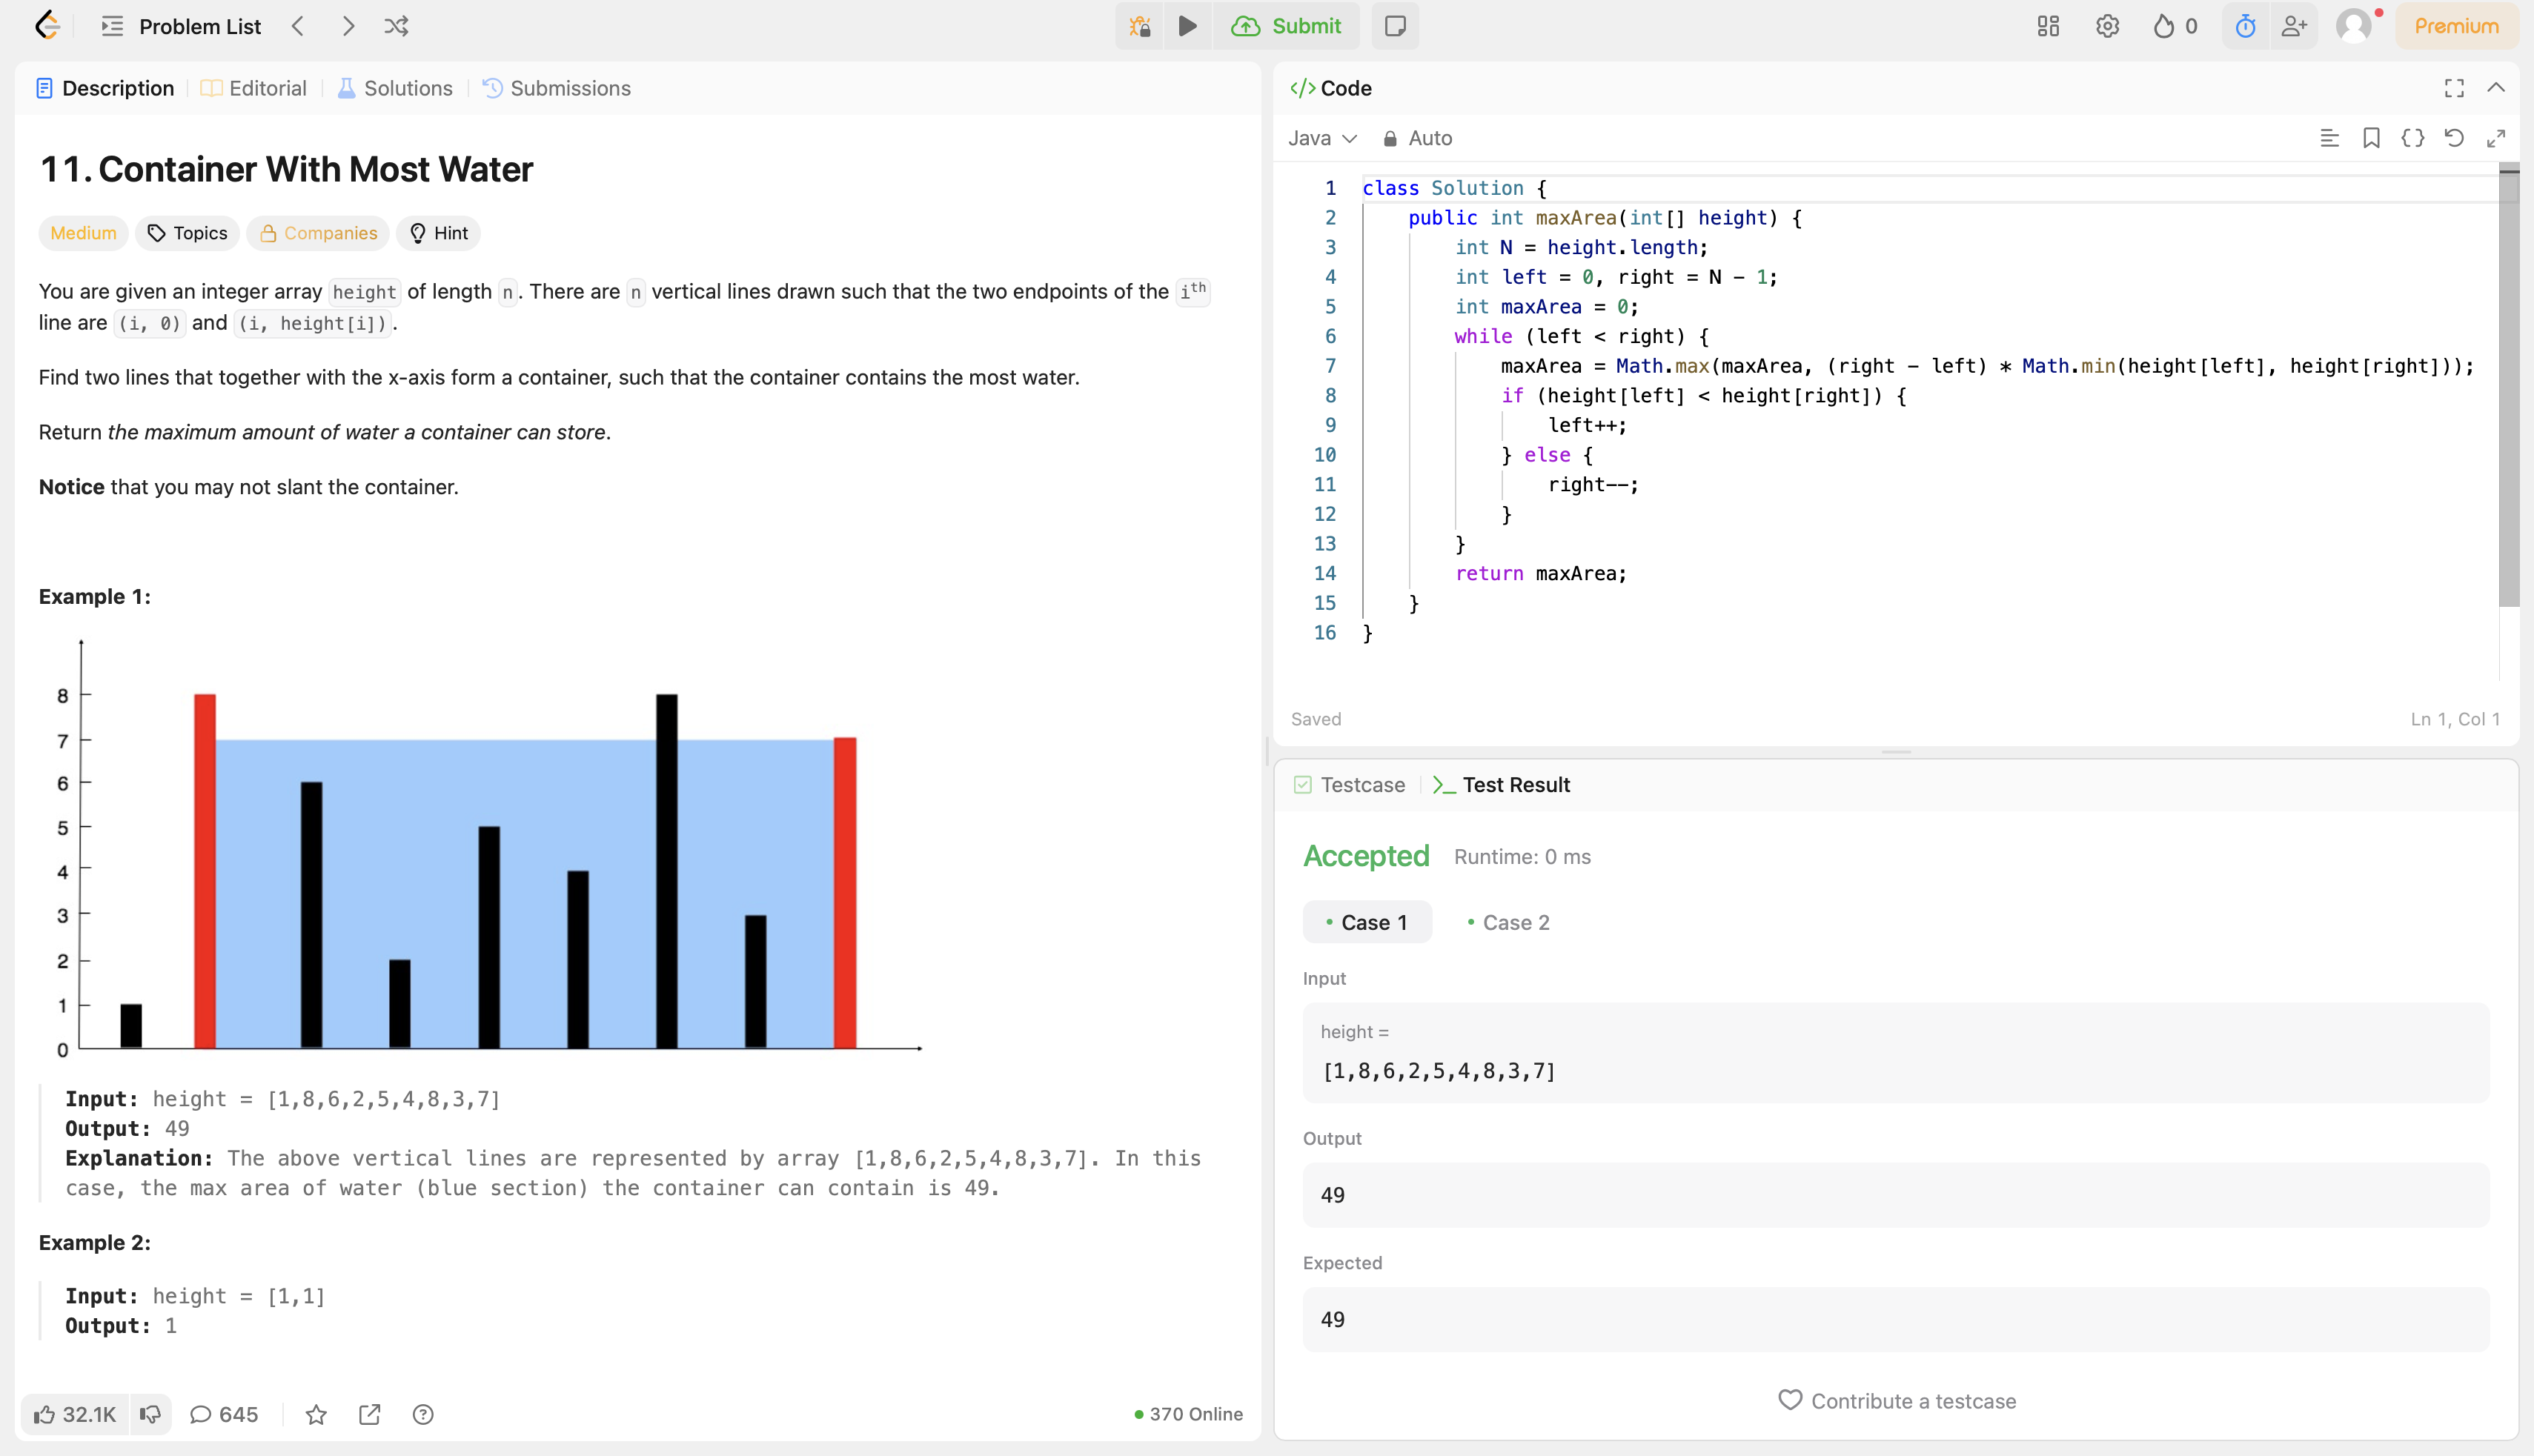 Problem List
Submit
0
Premium
Description
Editorial
Solutions
Submissions
11. Container With Most Water
Medium
Topics
Companies
Hint
You are given an integer array height of length n. There are n vertical lines drawn such that the two endpoints of the ith
line are (i, 0) and (i, height[i]).
Find two lines that together with the x-axis form a container, such that the container contains the most water.
Return the maximum amount of water a container can store.
Notice that you may not slant the container.
Example 1:
8
7
6
5
4
3
2
1
0
Input: height = [1,8,6,2,5,4,8,3,7]
Output: 49
Explanation: The above vertical lines are represented by array [1,8,6,2,5,4,8,3,7]. In this
case, the max area of water (blue section) the container can contain is 49.
Example 2:
Input: height = [1,1]
Output: 1
32.1K
645
370 Online
</> Code
Java
Auto
1 class Solution {
2     public int maxArea(int[] height) {
3         int N = height.length;
4         int left = 0, right = N - 1;
5         int maxArea = 0;
6         while (left < right) {
7             maxArea = Math.max(maxArea, (right - left) * Math.min(height[left], height[right]));
8             if (height[left] < height[right]) {
9                 left++;
10             } else {
11                 right--;
12             }
13         }
14         return maxArea;
15     }
16 }
Saved
Ln 1, Col 1
Testcase
Test Result
Accepted
Runtime: 0 ms
Case 1
Case 2
Input
height =
[1,8,6,2,5,4,8,3,7]
Output
49
Expected
49
Contribute a testcase